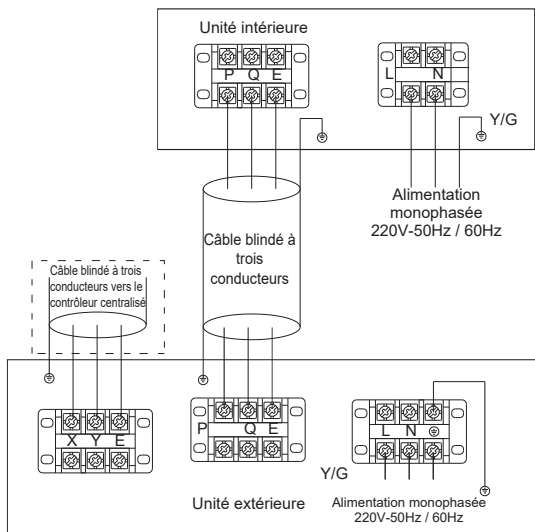 Unité intérieure
P Q E
L N
Y/G
Alimentation
monophasée
220V-50Hz / 60Hz
Câble blindé à
trois
conducteurs
Câble blindé à trois
conducteurs vers le
contrôleur centralisé
X Y E
P Q E
L N
Y/G
Unité extérieure
Alimentation monophasée
220V-50Hz / 60Hz